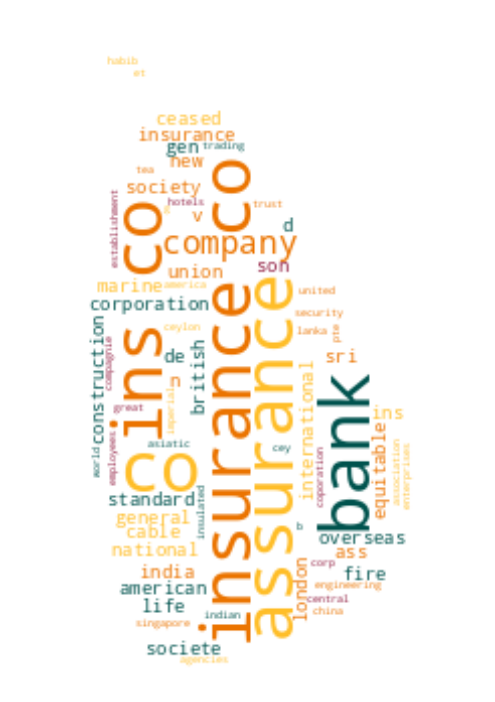 habib
et
ceased
insurance
gen
trading
new
tea
society
hotels
establishment
v
trust
d
company
son
insurance co
ins co
union
marine
america
united
corporation
security
ceylon
lanka
pte
construction
compagnie
de
british
sri
n
assurance
great
imperial
international
bank
ins
employees
world
asiatic
cey
co
equitable
association
enterprises
coporation
standard
insulated
general
cable
b
overseas
national
ass
corp
india
fire
american
london
engineering
life
central
indian
china
singapore
societe
agencies